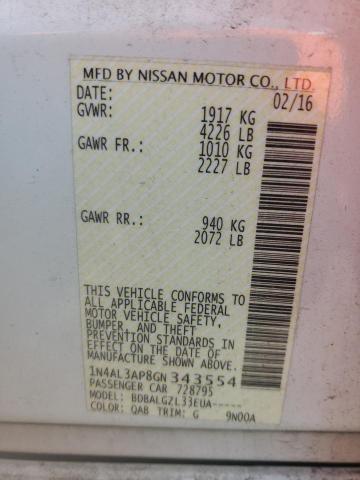 MFD BY NISSAN MOTOR CO., LTD.
DATE: 02/16
GVWR: 1917 KG
4226 LB
GAWR FR.: 1010 KG
2227 LB
GAWR RR.: 940 KG
2072 LB
THIS VEHICLE CONFORMS TO
ALL APPLICABLE FEDERAL
MOTOR VEHICLE SAFETY,
BUMPER, AND THEFT
PREVENTION STANDARDS IN
EFFECT ON THE DATE OF
MANUFACTURE SHOWN ABOVE.
1N4AL3AP8GN343554
PASSENGER CAR 728795
MODEL: BDBALGZL33EUA-----
COLOR: QAB TRIM: G 9N00A